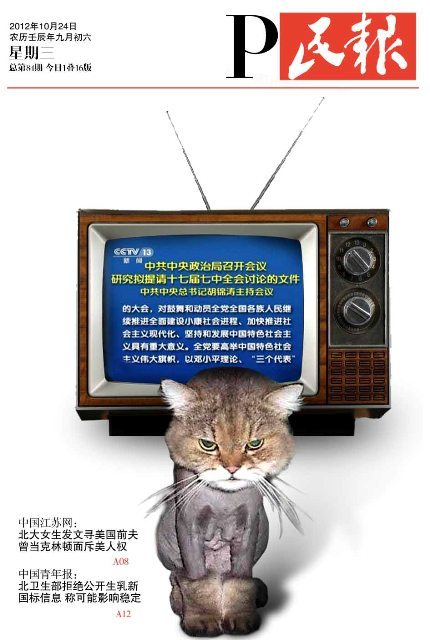 2012年10月24日
农历壬辰年九月初六
星期三
总第84期 今日1叠16版
P 民報
CCTV 13
新闻
中共中央政治局召开会议
研究拟提请十七届七中全会讨论的文件
中共中央总书记胡锦涛主持会议
的大会，对鼓舞和动员全党全国各族人民继
续推进全面建设小康社会进程、加快推进社
会主义现代化、坚持和发展中国特色社会主
义具有重大意义。全党要高举中国特色社会
主义伟大旗帜，以邓小平理论、“三个代表”
中国江苏网：
北大女生发文寻美国前夫
曾当克林顿面斥美人权
A08
中国青年报：
北卫生部拒绝公开生乳新
国标信息 称可能影响稳定
A12